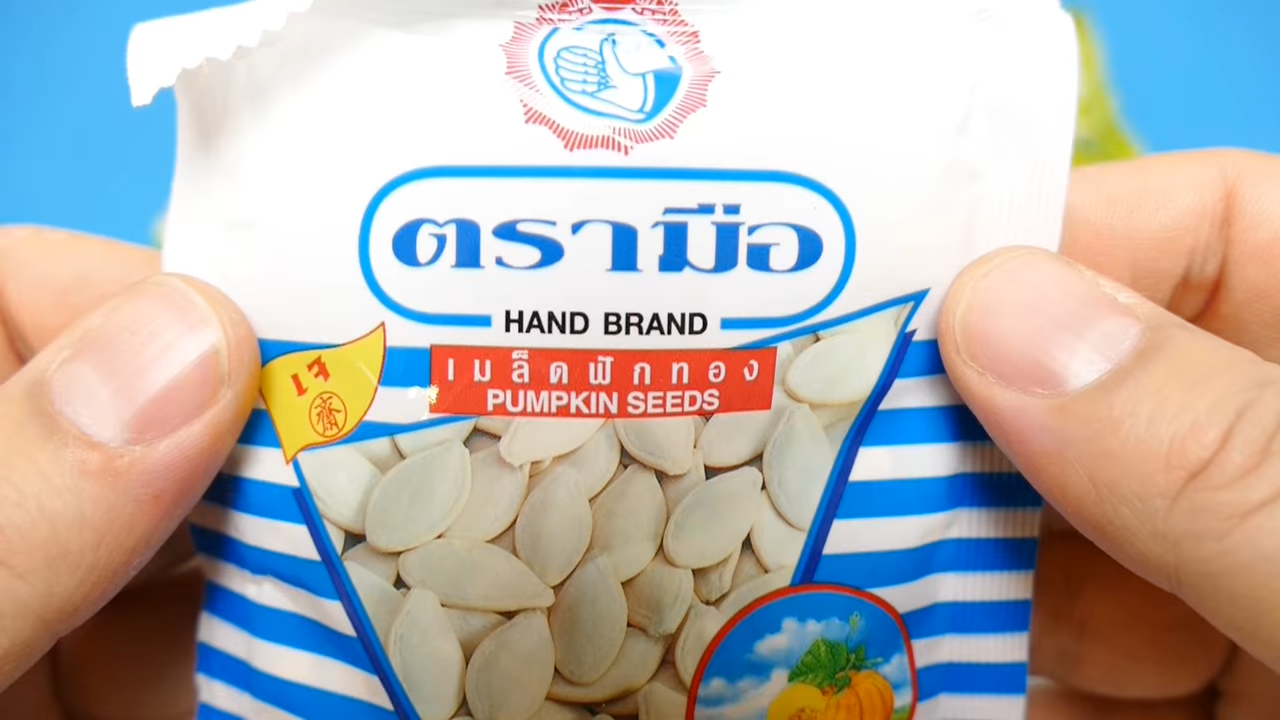 ตรามือ
HAND BRAND
เมล็ดฟักทอง
PUMPKIN SEEDS
เจ
齋